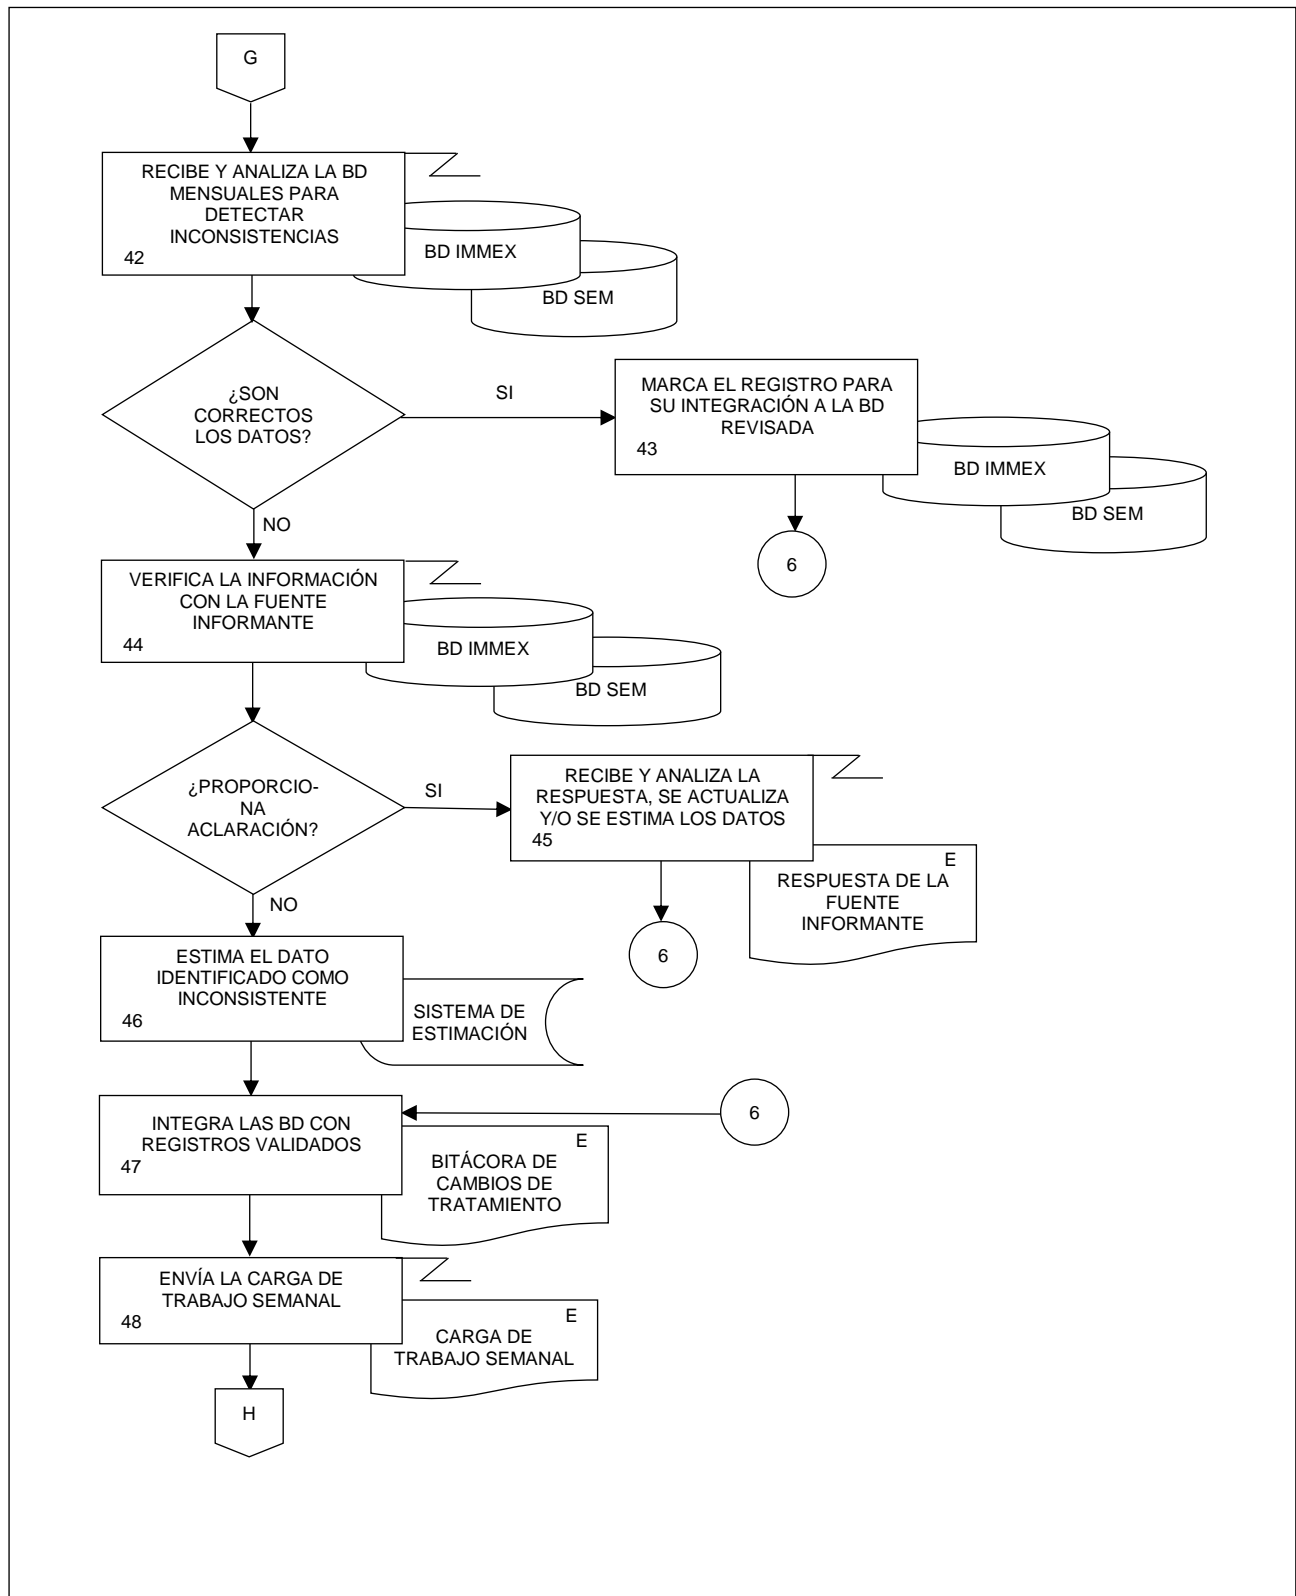 G
RECIBE Y ANALIZA LA BD
MENSUALES PARA
DETECTAR
INCONSISTENCIAS
42
BD IMMEX
BD SEM
¿SON
CORRECTOS
LOS DATOS?
SI
MARCA EL REGISTRO PARA
SU INTEGRACIÓN A LA BD
REVISADA
43
BD IMMEX
BD SEM
6
NO
VERIFICA LA INFORMACIÓN
CON LA FUENTE
INFORMANTE
44
BD IMMEX
BD SEM
¿PROPORCIO-
NA
ACLARACIÓN?
SI
RECIBE Y ANALIZA LA
RESPUESTA, SE ACTUALIZA
Y/O SE ESTIMA LOS DATOS
45
E
RESPUESTA DE LA
FUENTE
INFORMANTE
6
NO
ESTIMA EL DATO
IDENTIFICADO COMO
INCONSISTENTE
46
SISTEMA DE
ESTIMACIÓN
6
INTEGRA LAS BD CON
REGISTROS VALIDADOS
47
E
BITÁCORA DE
CAMBIOS DE
TRATAMIENTO
ENVÍA LA CARGA DE
TRABAJO SEMANAL
48
E
CARGA DE
TRABAJO SEMANAL
H